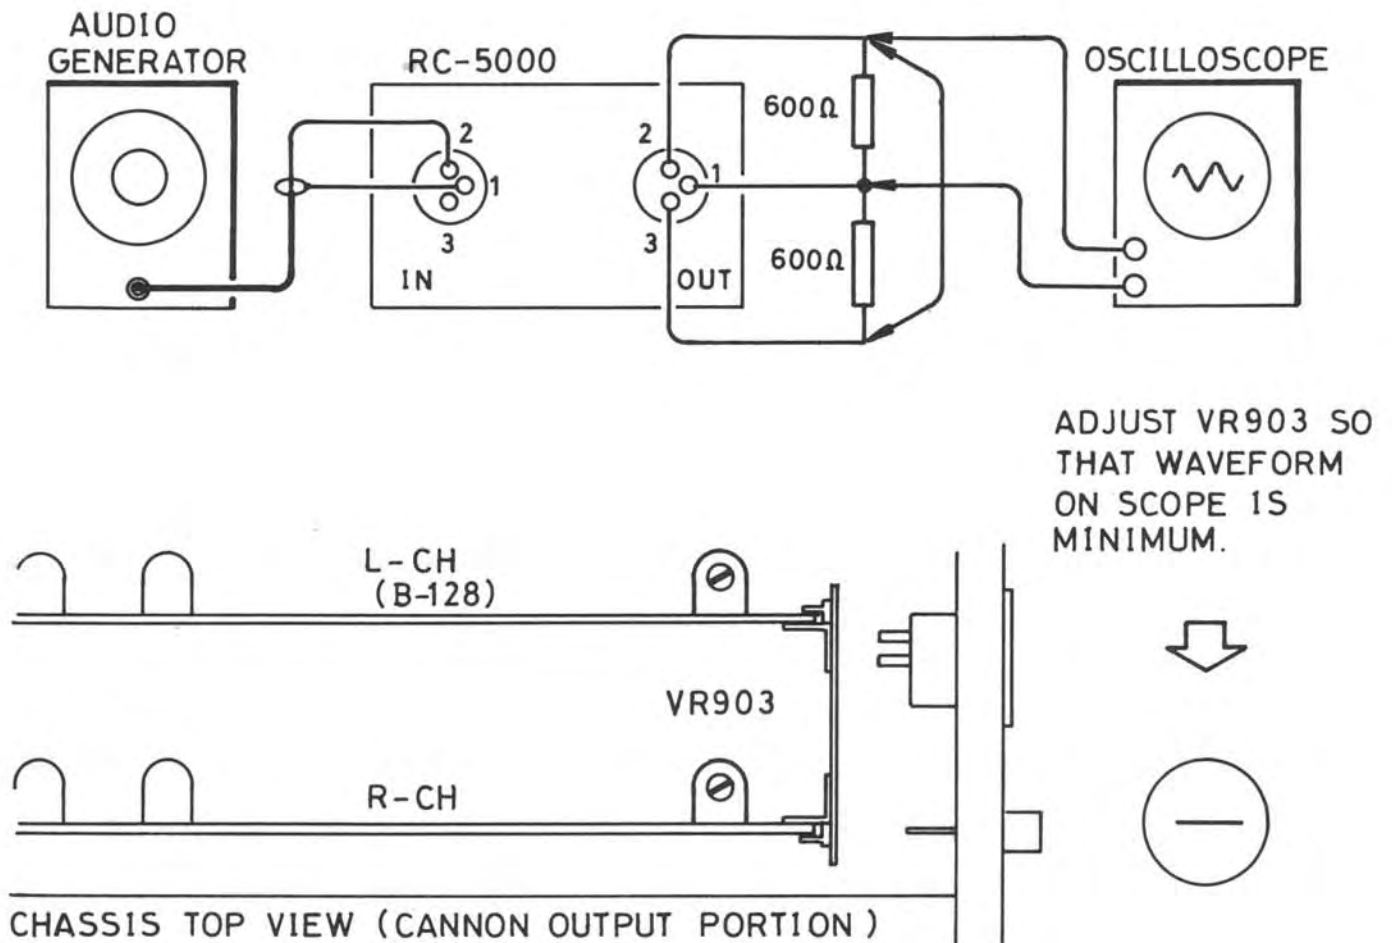 AUDIO
GENERATOR
RC-5000
OSCILLOSCOPE
600Ω
2
2
1
1
3
3
600Ω
IN
OUT
ADJUST VR903 SO
THAT WAVEFORM
ON SCOPE IS
MINIMUM.
L-CH
(B-128)
VR903
R-CH
CHASSIS TOP VIEW (CANNON OUTPUT PORTION)